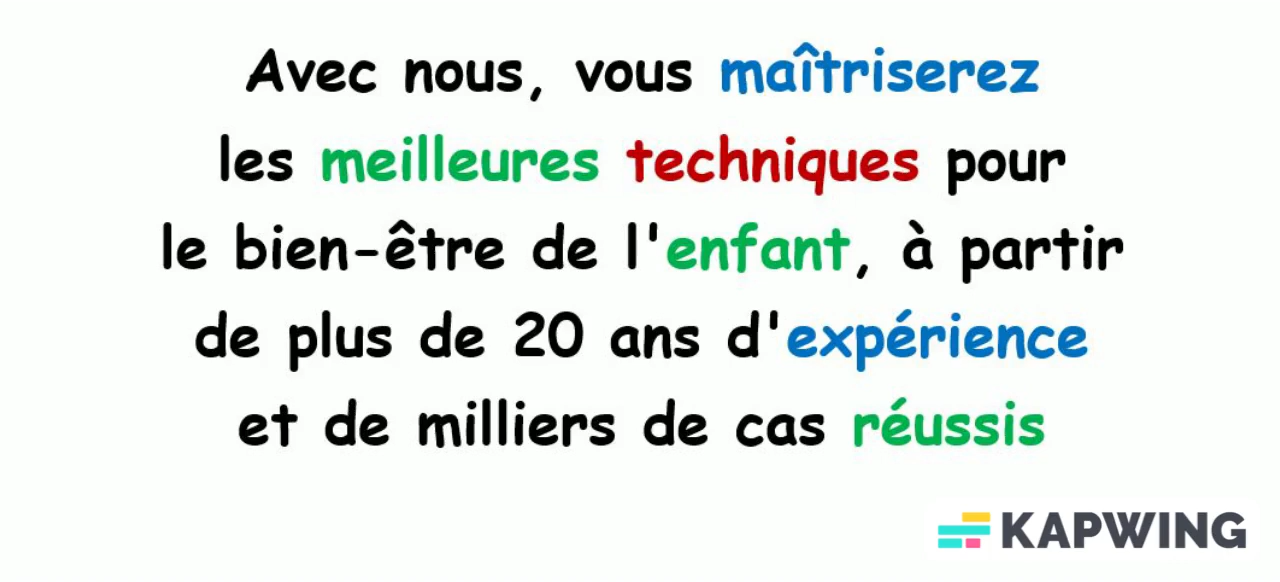 Avec nous, vous maîtriserez
les meilleures techniques pour
le bien-être de l'enfant, à partir
de plus de 20 ans d'expérience
et de milliers de cas réussis
KAPWING